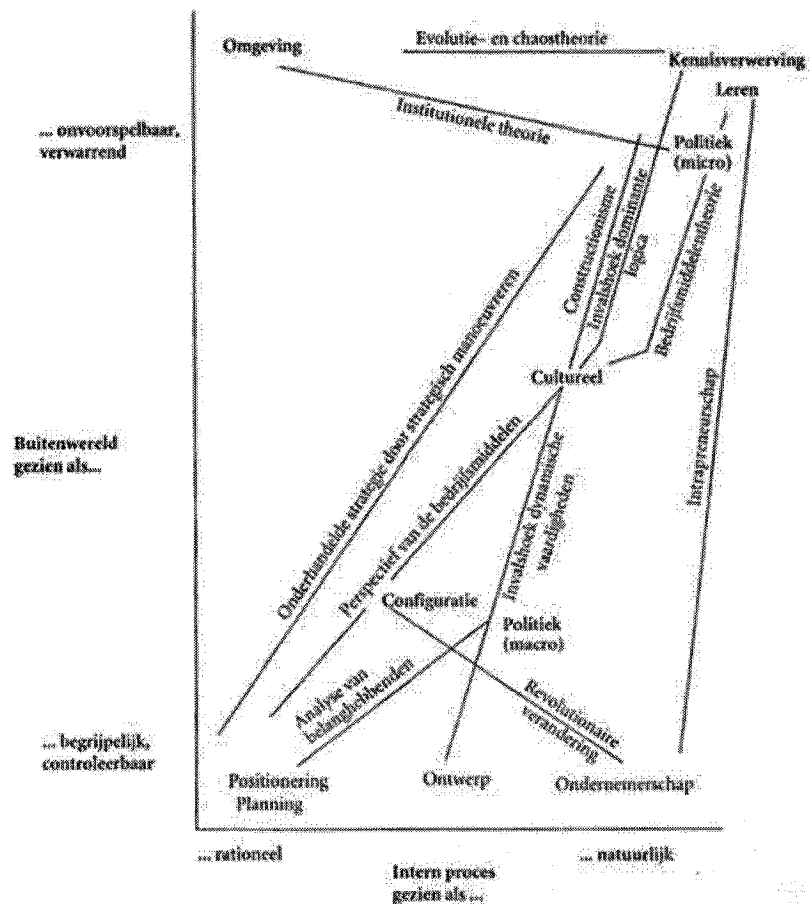 Omgeving
Evolutie- en chaostheorie
Kennisverwerving
Leren
Institutionele theorie
... onvoorspelbaar,
verwarrend
Politiek
(micro)
Constructionisme
Invalshoek dominante
logica
Bedrijfsmiddelentheorie
Onderhandelde strategie door strategisch manoeuvreren
Cultureel
Intrapreneurschap
Buitenwereld
gezien als...
Perspectief van de bedrijfsmiddelen
Invalshoek dynamische
vaardigheden
Configuratie
Politiek
(macro)
Analyse van
belanghebbenden
Revolutionaire
verandering
... begrijpelijk,
controleerbaar
Positionering
Planning
Ontwerp
Ondernemerschap
... rationeel
... natuurlijk
Intern proces
gezien als ...